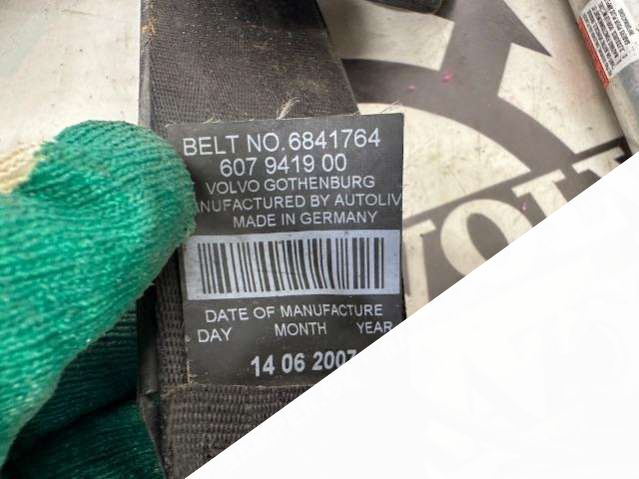 BELT NO. 6841764
607 9419 00
VOLVO GOTHENBURG
ANUFACTURED BY AUTOLIV
MADE IN GERMANY
DATE OF MANUFACTURE
DAY MONTH YEAR
14 06 2007